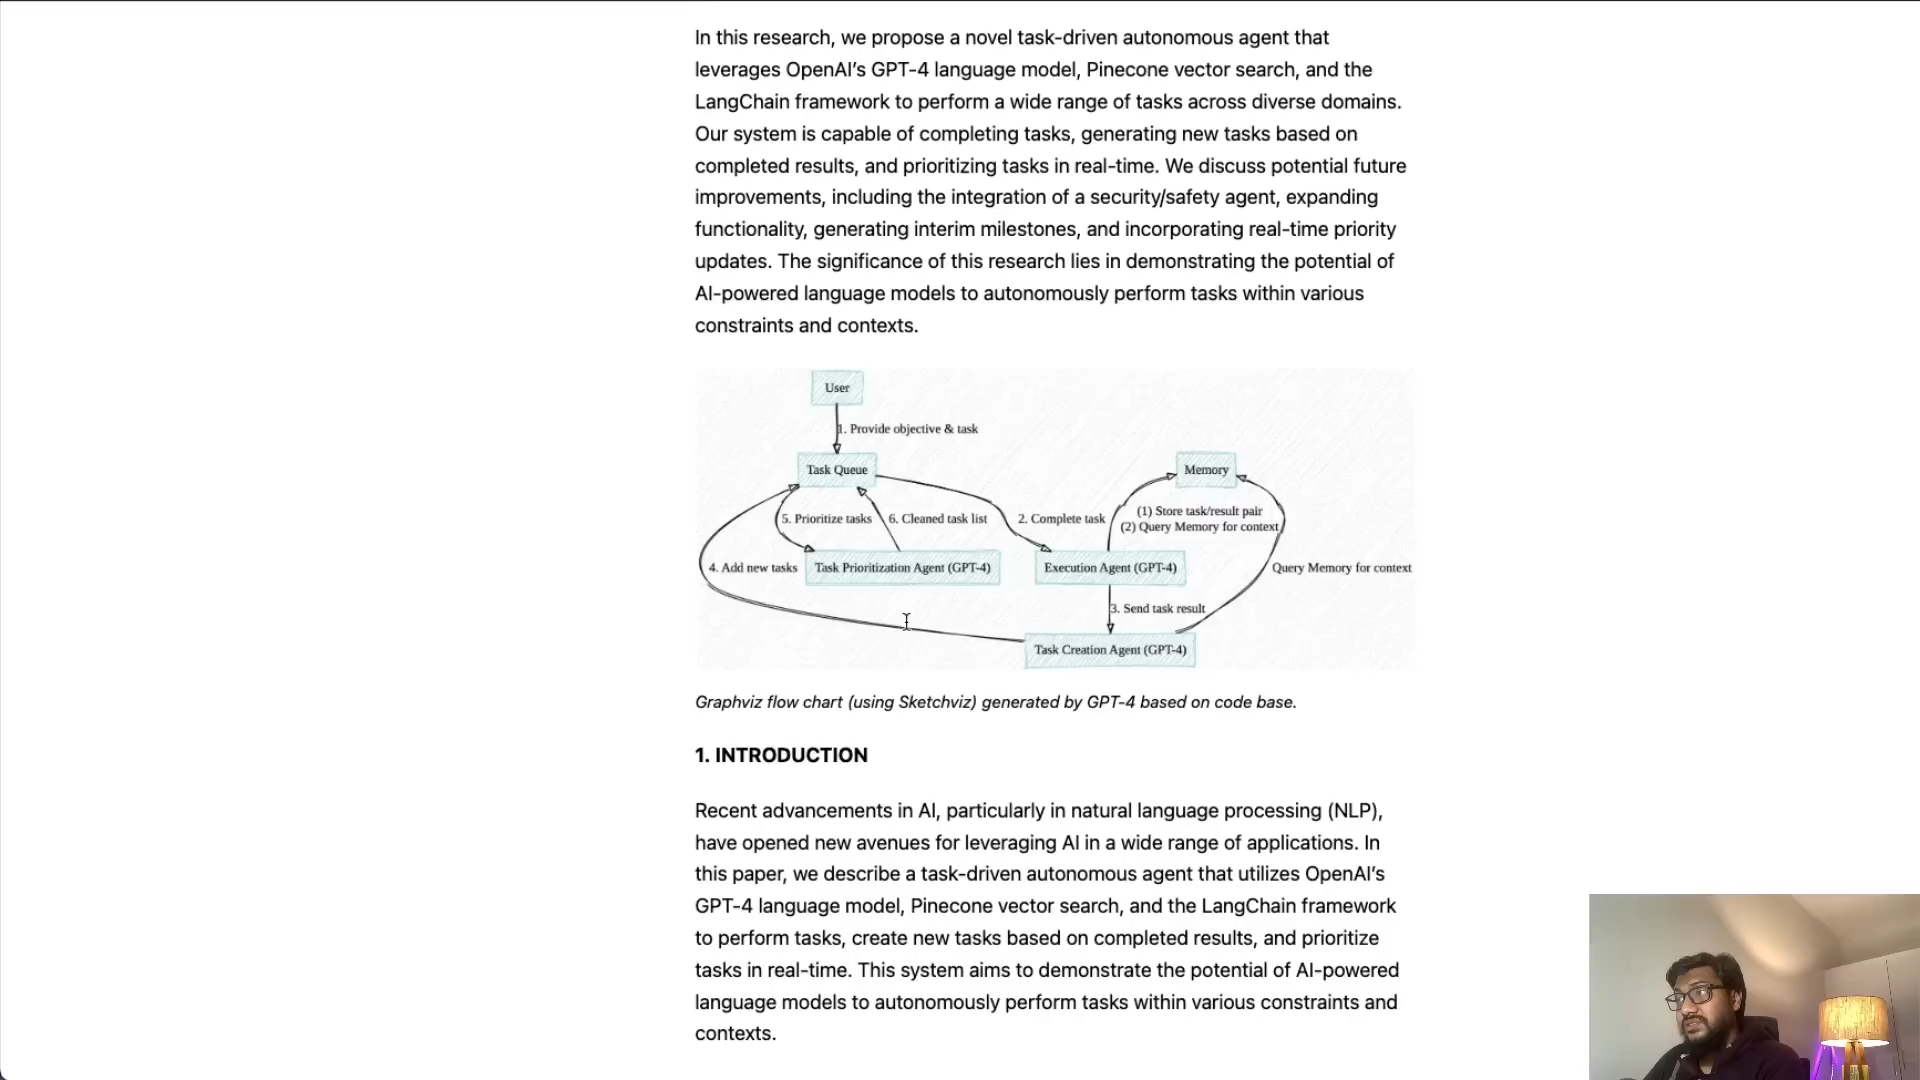 In this research, we propose a novel task-driven autonomous agent that
leverages OpenAI’s GPT-4 language model, Pinecone vector search, and the
LangChain framework to perform a wide range of tasks across diverse domains.
Our system is capable of completing tasks, generating new tasks based on
completed results, and prioritizing tasks in real-time. We discuss potential future
improvements, including the integration of a security/safety agent, expanding
functionality, generating interim milestones, and incorporating real-time priority
updates. The significance of this research lies in demonstrating the potential of
AI-powered language models to autonomously perform tasks within various
constraints and contexts.
User
1. Provide objective & task
Task Queue
Memory
(1) Store task/result pair
5. Prioritize tasks
6. Cleaned task list
2. Complete task
(2) Query Memory for context
4. Add new tasks
Task Prioritization Agent (GPT-4)
Execution Agent (GPT-4)
Query Memory for context
3. Send task result
Task Creation Agent (GPT-4)
Graphviz flow chart (using Sketchviz) generated by GPT-4 based on code base.
1. INTRODUCTION
Recent advancements in AI, particularly in natural language processing (NLP),
have opened new avenues for leveraging AI in a wide range of applications. In
this paper, we describe a task-driven autonomous agent that utilizes OpenAI’s
GPT-4 language model, Pinecone vector search, and the LangChain framework
to perform tasks, create new tasks based on completed results, and prioritize
tasks in real-time. This system aims to demonstrate the potential of AI-powered
language models to autonomously perform tasks within various constraints and
contexts.